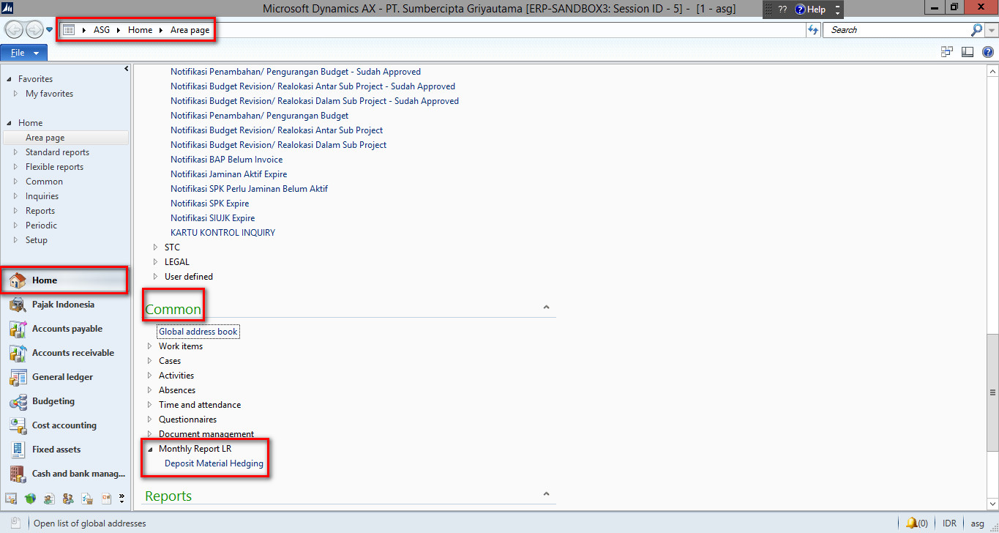 Microsoft Dynamics AX - PT. Sumbercipta Griyautama [ERP-SANDBOX3: Session ID - 5] - [1 - asg]
?? Help
ASG Home Area page
Search
File
Favorites
My favorites
Home
Area page
Standard reports
Flexible reports
Common
Inquiries
Reports
Periodic
Setup
Home
Pajak Indonesia
Accounts payable
Accounts receivable
General ledger
Budgeting
Cost accounting
Fixed assets
Cash and bank manag...
Notifikasi Penambahan/ Pengurangan Budget - Sudah Approved
Notifikasi Budget Revision/ Realokasi Antar Sub Project - Sudah Approved
Notifikasi Budget Revision/ Realokasi Dalam Sub Project - Sudah Approved
Notifikasi Penambahan/ Pengurangan Budget
Notifikasi Budget Revision/ Realokasi Antar Sub Project
Notifikasi Budget Revision/ Realokasi Dalam Sub Project
Notifikasi BAP Belum Invoice
Notifikasi Jaminan Aktif Expire
Notifikasi SPK Perlu Jaminan Belum Aktif
Notifikasi SPK Expire
Notifikasi SIUJK Expire
KARTU KONTROL INQUIRY
STC
LEGAL
User defined
Common
Global address book
Work items
Cases
Activities
Absences
Time and attendance
Questionnaires
Document management
Monthly Report LR
Deposit Material Hedging
Reports
Open list of global addresses
(0) IDR asg